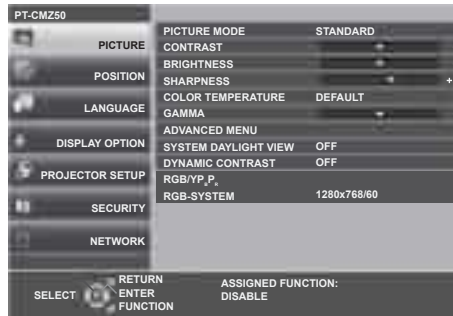 PT-CMZ50
PICTURE
POSITION
LANGUAGE
DISPLAY OPTION
PROJECTOR SETUP
SECURITY
NETWORK
PICTURE MODE STANDARD
CONTRAST
BRIGHTNESS
SHARPNESS +
COLOR TEMPERATURE DEFAULT
GAMMA
ADVANCED MENU
SYSTEM DAYLIGHT VIEW OFF
DYNAMIC CONTRAST OFF
RGB/YPBPR
RGB-SYSTEM 1280x768/60
SELECT
RETURN
ENTER
FUNCTION
ASSIGNED FUNCTION:
DISABLE